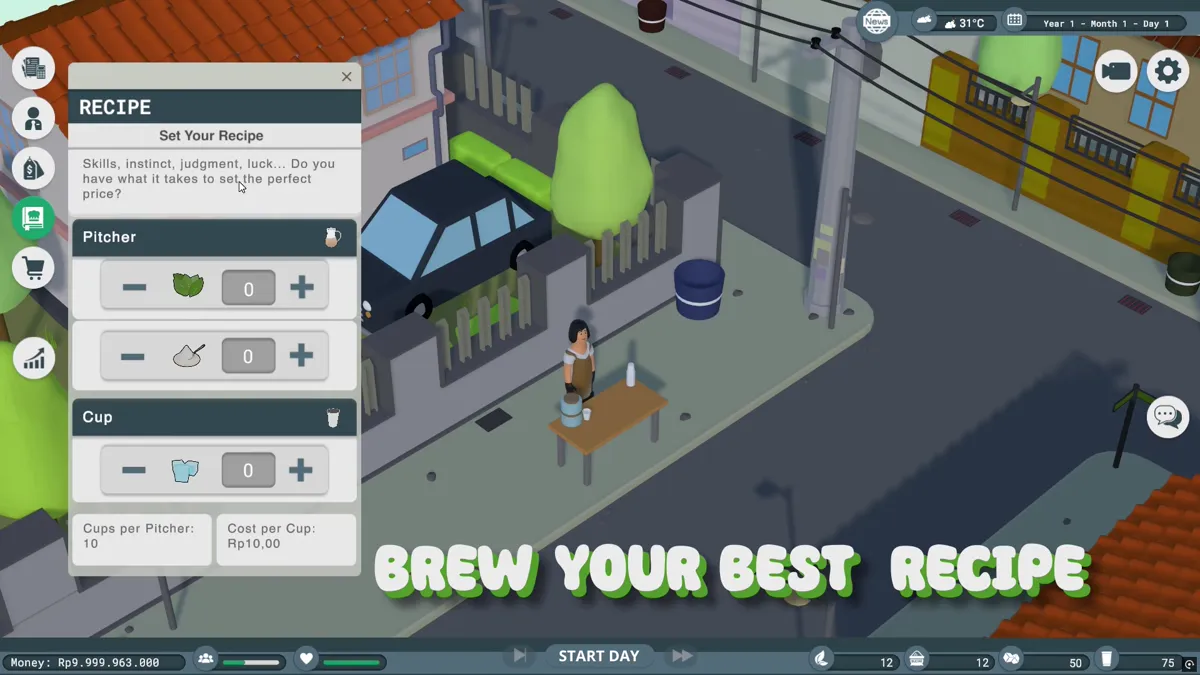 News
31°C
Year 1 - Month 1 - Day 1
RECIPE
Set Your Recipe
Skills, instinct, judgment, luck... Do you
have what it takes to set the perfect
price?
Pitcher
0
0
Cup
0
Cups per Pitcher:
10
Cost per Cup:
Rp10,00
BREW YOUR BEST RECIPE
Money: Rp9.999.963.000
START DAY
12
12
50
75